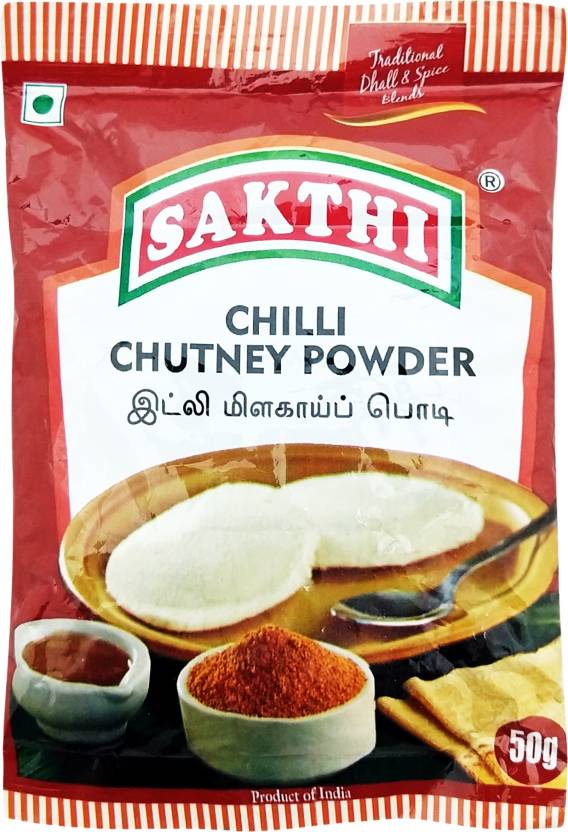 Traditional
Dhall & Spice
Blends
SAKTHI
®
CHILLI
CHUTNEY POWDER
இட்லி மிளகாய்ப் பொடி
50g
Product of India